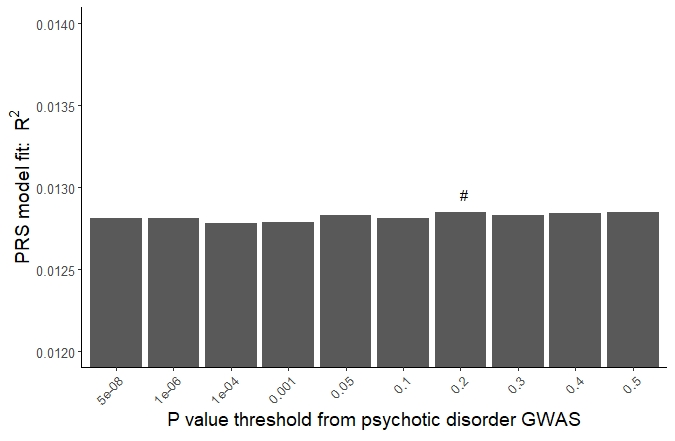 0.0140
0.0135
0.0130
0.0125
0.0120
PRS model fit: R²
#
5e-08 1e-06 1e-04 0.001 0.05 0.1 0.2 0.3 0.4 0.5
P value threshold from psychotic disorder GWAS